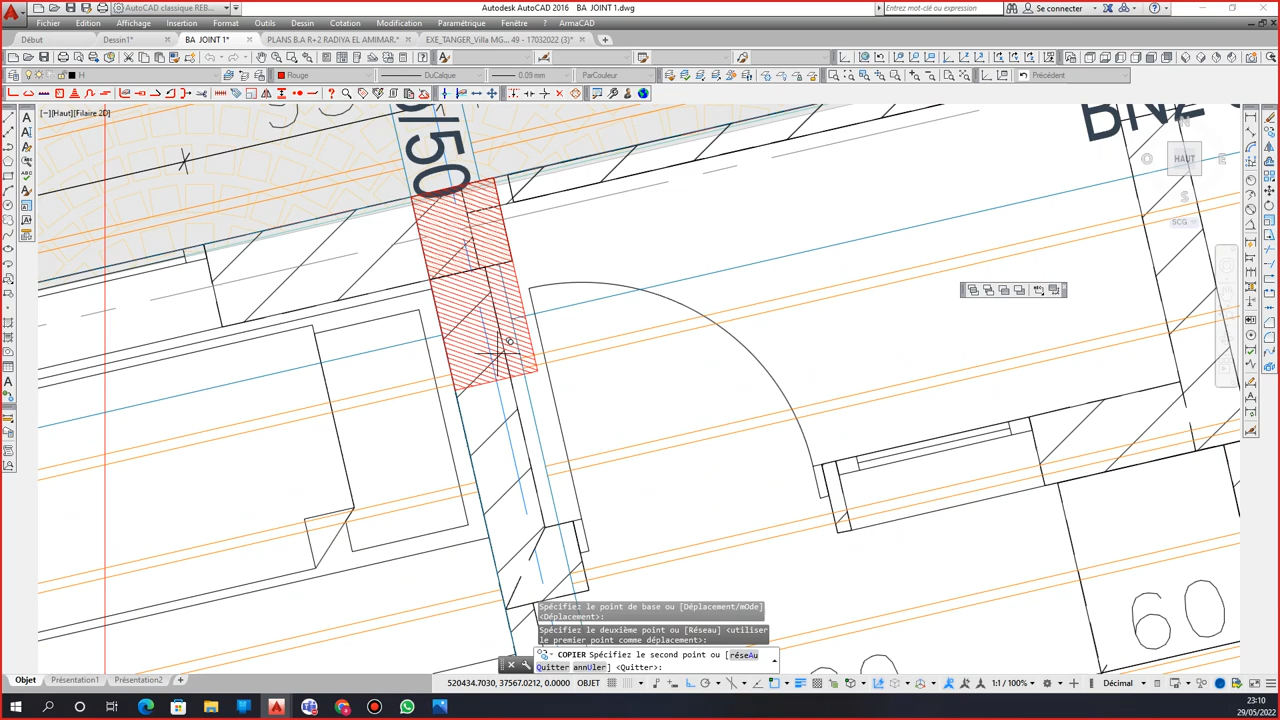 AutoCAD classique REB...
Autodesk AutoCAD 2016 BA JOINT 1.dwg
Entrez mot-clé ou expression
Se connecter
Fichier Edition Affichage Insertion Format Outils Dessin Cotation Modification Paramétrique Fenêtre ? ArmaCAD
Début Dessin1* BA JOINT 1* PLANS B.A R+2 RADIYA EL AMIMAR.* EXE_TANGER_Villa MG... 49 - 17032022 (3)*
H Rouge DuCalque 0.09 mm ParCouleur Précédent
[−][Haut][Filaire 2D]
/50
HAUT
O
E
S
SCG
60
Spécifiez le point de base ou [Déplacement/mOde]
<Déplacement>:
Spécifiez le deuxième point ou [Réseau] <utiliser
le premier point comme déplacement>:
COPIER Spécifiez le second point ou [réseAu
Quitter annUler] <Quitter>:
Objet Présentation1 Présentation2 +
520434.7030, 37567.0212, 0.0000 OBJET 1:1 / 100% Décimal
23:10
29/05/2022